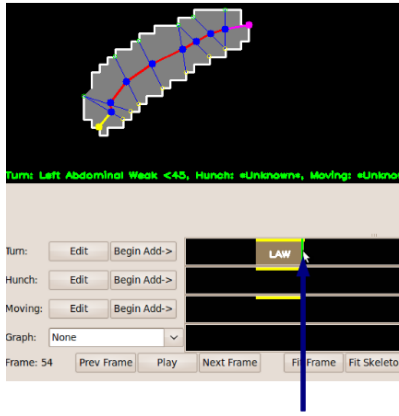 Turn: Left Abdominal Weak <45, Hunch: *Unknown*, Moving: *Unkno
Turn: Edit Begin Add-> LAW
Hunch: Edit Begin Add->
Moving: Edit Begin Add->
Graph: None
Frame: 54 Prev Frame Play Next Frame Fit Frame Fit Skeleto